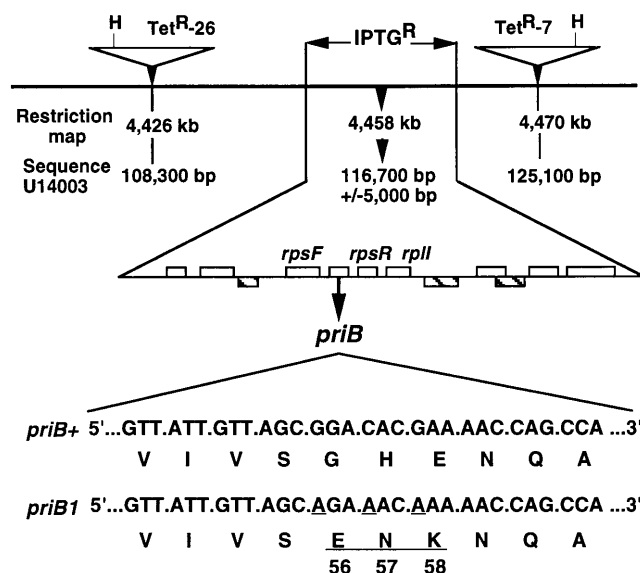 H Tet^R-26 IPTG^R Tet^R-7 H
Restriction map 4,426 kb 4,458 kb 4,470 kb
Sequence U14003 108,300 bp 116,700 bp +/-5,000 bp 125,100 bp
rpsF rpsR rplI
priB
priB+ 5'...GTT.ATT.GTT.AGC.GGA.CAC.GAA.AAC.CAG.CCA ...3'
V I V S G H E N Q A
priB1 5'...GTT.ATT.GTT.AGC.AGA.AAC.AAA.AAC.CAG.CCA ...3'
V I V S E N K N Q A
56 57 58